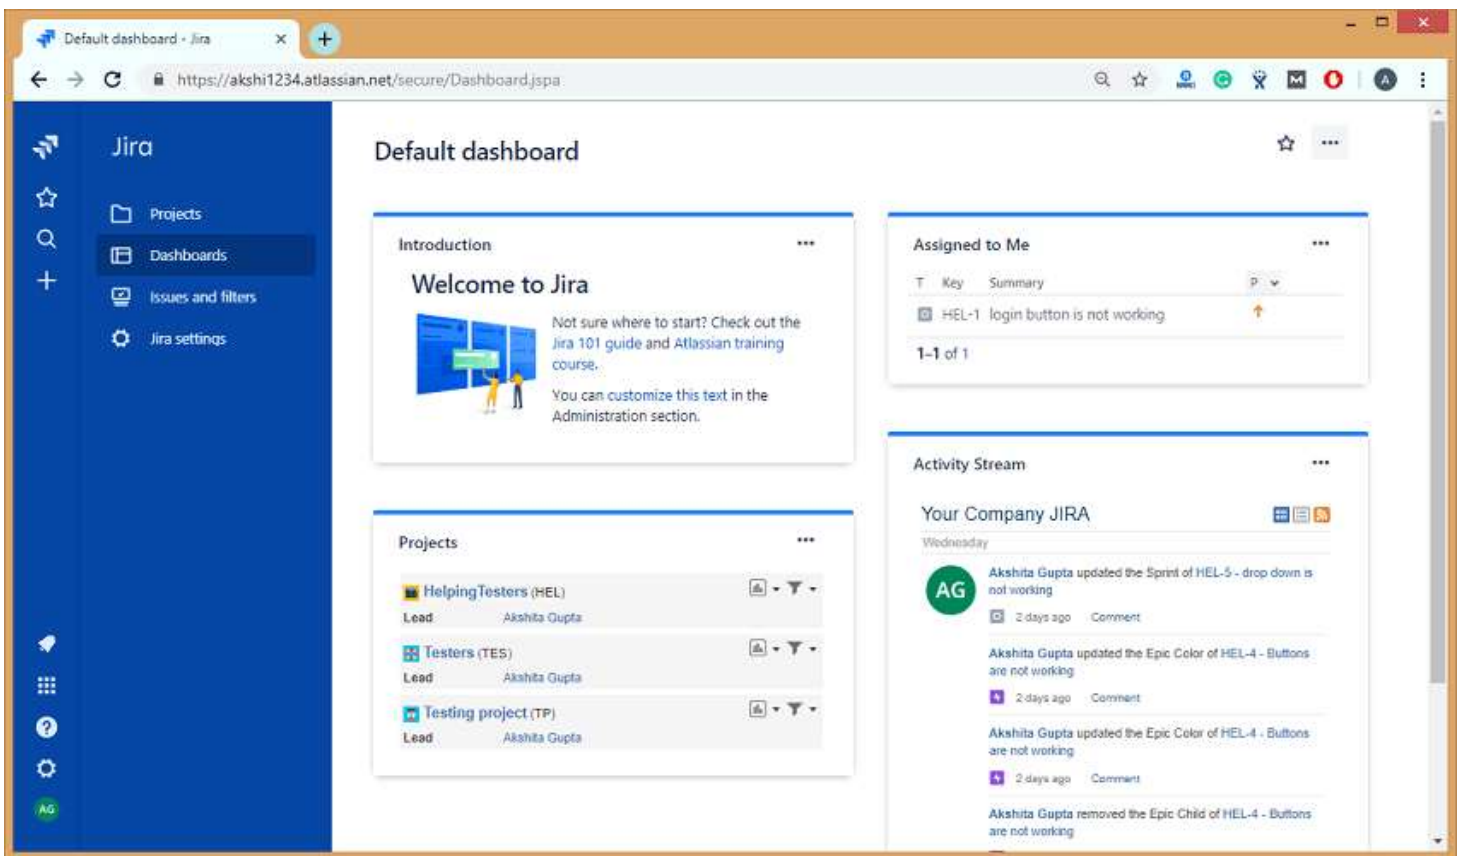 Default dashboard - Jira
https://akshi1234.atlassian.net/secure/Dashboard.jspa
A
Jira
Projects
Dashboards
Issues and filters
Jira settings
AG
Default dashboard
Introduction
Welcome to Jira
Not sure where to start? Check out the
Jira 101 guide and Atlassian training
course.
You can customize this text in the
Administration section.
Projects
HelpingTesters (HEL)
Lead Akshita Gupta
Testers (TES)
Lead Akshita Gupta
Testing project (TP)
Lead Akshita Gupta
Assigned to Me
T Key Summary P
HEL-1 login button is not working
1–1 of 1
Activity Stream
Your Company JIRA
Wednesday
AG
Akshita Gupta updated the Sprint of HEL-5 - drop down is
not working
2 days ago Comment
Akshita Gupta updated the Epic Color of HEL-4 - Buttons
are not working
2 days ago Comment
Akshita Gupta updated the Epic Color of HEL-4 - Buttons
are not working
2 days ago Comment
Akshita Gupta removed the Epic Child of HEL-4 - Buttons
are not working